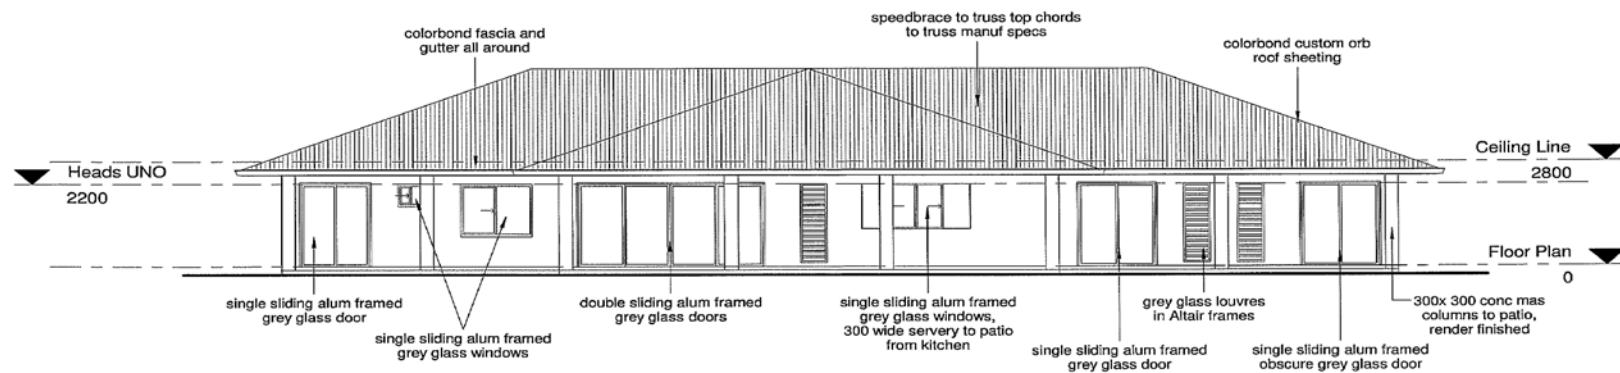 speedbrace to truss top chords
to truss manuf specs
colorbond fascia and
gutter all around
colorbond custom orb
roof sheeting
Heads UNO
2200
Ceiling Line
2800
Floor Plan
0
single sliding alum framed
grey glass door
single sliding alum framed
grey glass windows
double sliding alum framed
grey glass doors
single sliding alum framed
grey glass windows,
300 wide servery to patio
from kitchen
single sliding alum framed
grey glass door
grey glass louvres
in Altair frames
single sliding alum framed
obscure grey glass door
300x 300 conc mas
columns to patio,
render finished